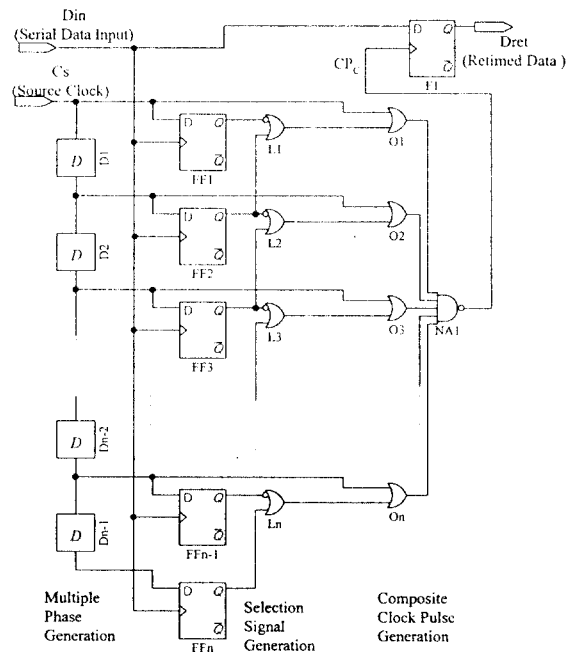 Din
(Serial Data Input)
Cs
(Source Clock)
D Q
Q
F1
CPC
Dret
(Retimed Data )
D
D1
D Q
Q
FF1
L1
O1
D
D2
D Q
Q
FF2
L2
O2
D Q
Q
FF3
L3
O3
NA1
D
Dn-2
D
Dn-1
D Q
Q
FFn-1
Ln
On
D Q
Q
FFn
Multiple
Phase
Generation
Selection
Signal
Generation
Composite
Clock Pulse
Generation